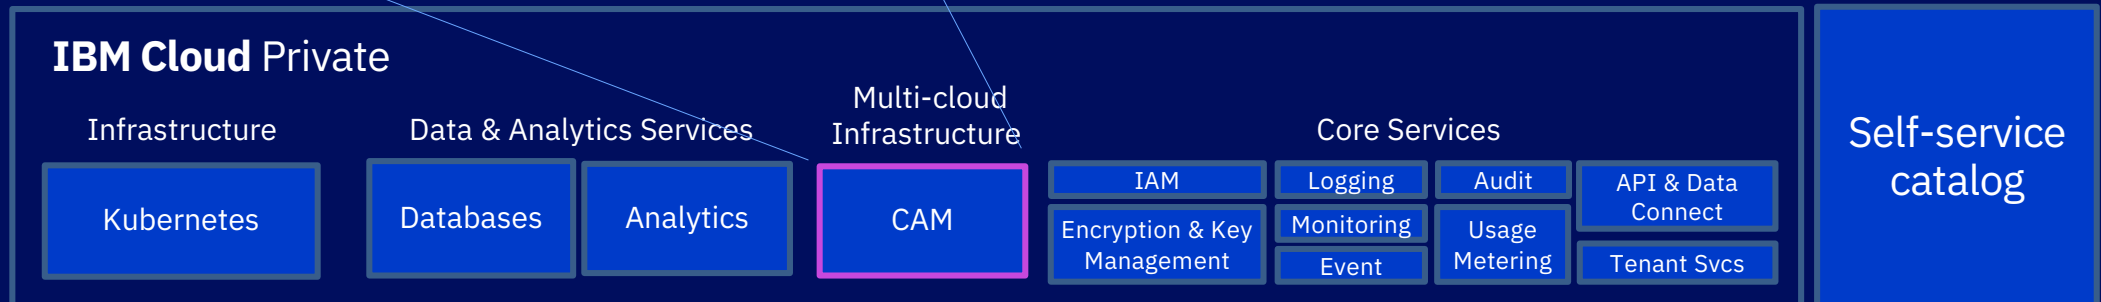 IBM Cloud Private
Infrastructure
Kubernetes
Data & Analytics Services
Databases
Analytics
Multi-cloud
Infrastructure
CAM
Core Services
IAM
Encryption & Key
Management
Logging
Monitoring
Event
Audit
Usage
Metering
API & Data
Connect
Tenant Svcs
Self-service
catalog